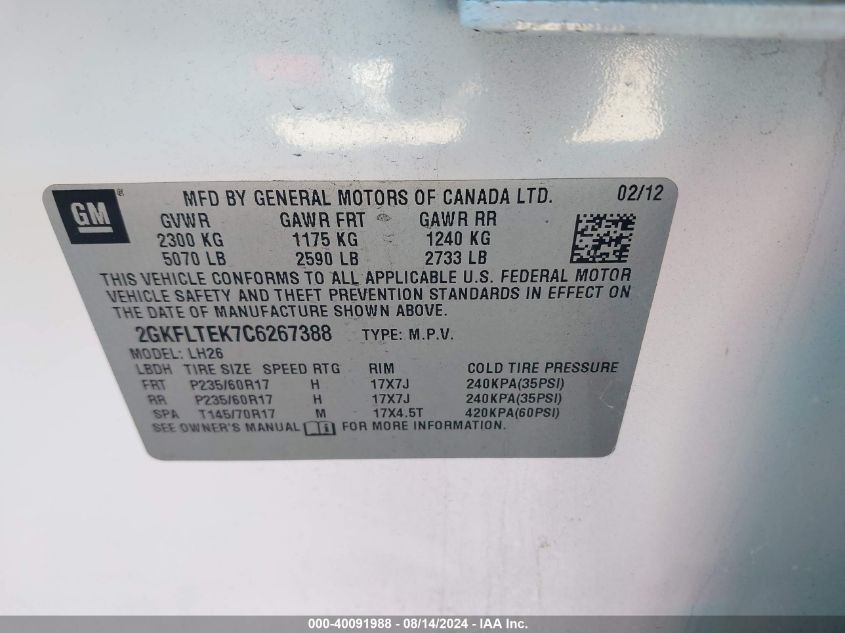 GM ® MFD BY GENERAL MOTORS OF CANADA LTD. 02/12
GVWR GAWR FRT GAWR RR
2300 KG 1175 KG 1240 KG
5070 LB 2590 LB 2733 LB
THIS VEHICLE CONFORMS TO ALL APPLICABLE U.S. FEDERAL MOTOR
VEHICLE SAFETY AND THEFT PREVENTION STANDARDS IN EFFECT ON
THE DATE OF MANUFACTURE SHOWN ABOVE.
2GKFLTEK7C6267388 TYPE: M.P.V.
MODEL: LH26
LBDH TIRE SIZE SPEED RTG RIM COLD TIRE PRESSURE
FRT P235/60R17 H 17X7J 240KPA(35PSI)
RR P235/60R17 H 17X7J 240KPA(35PSI)
SPA T145/70R17 M 17X4.5T 420KPA(60PSI)
SEE OWNER'S MANUAL i FOR MORE INFORMATION.
000-40091988 - 08/14/2024 - IAA Inc.